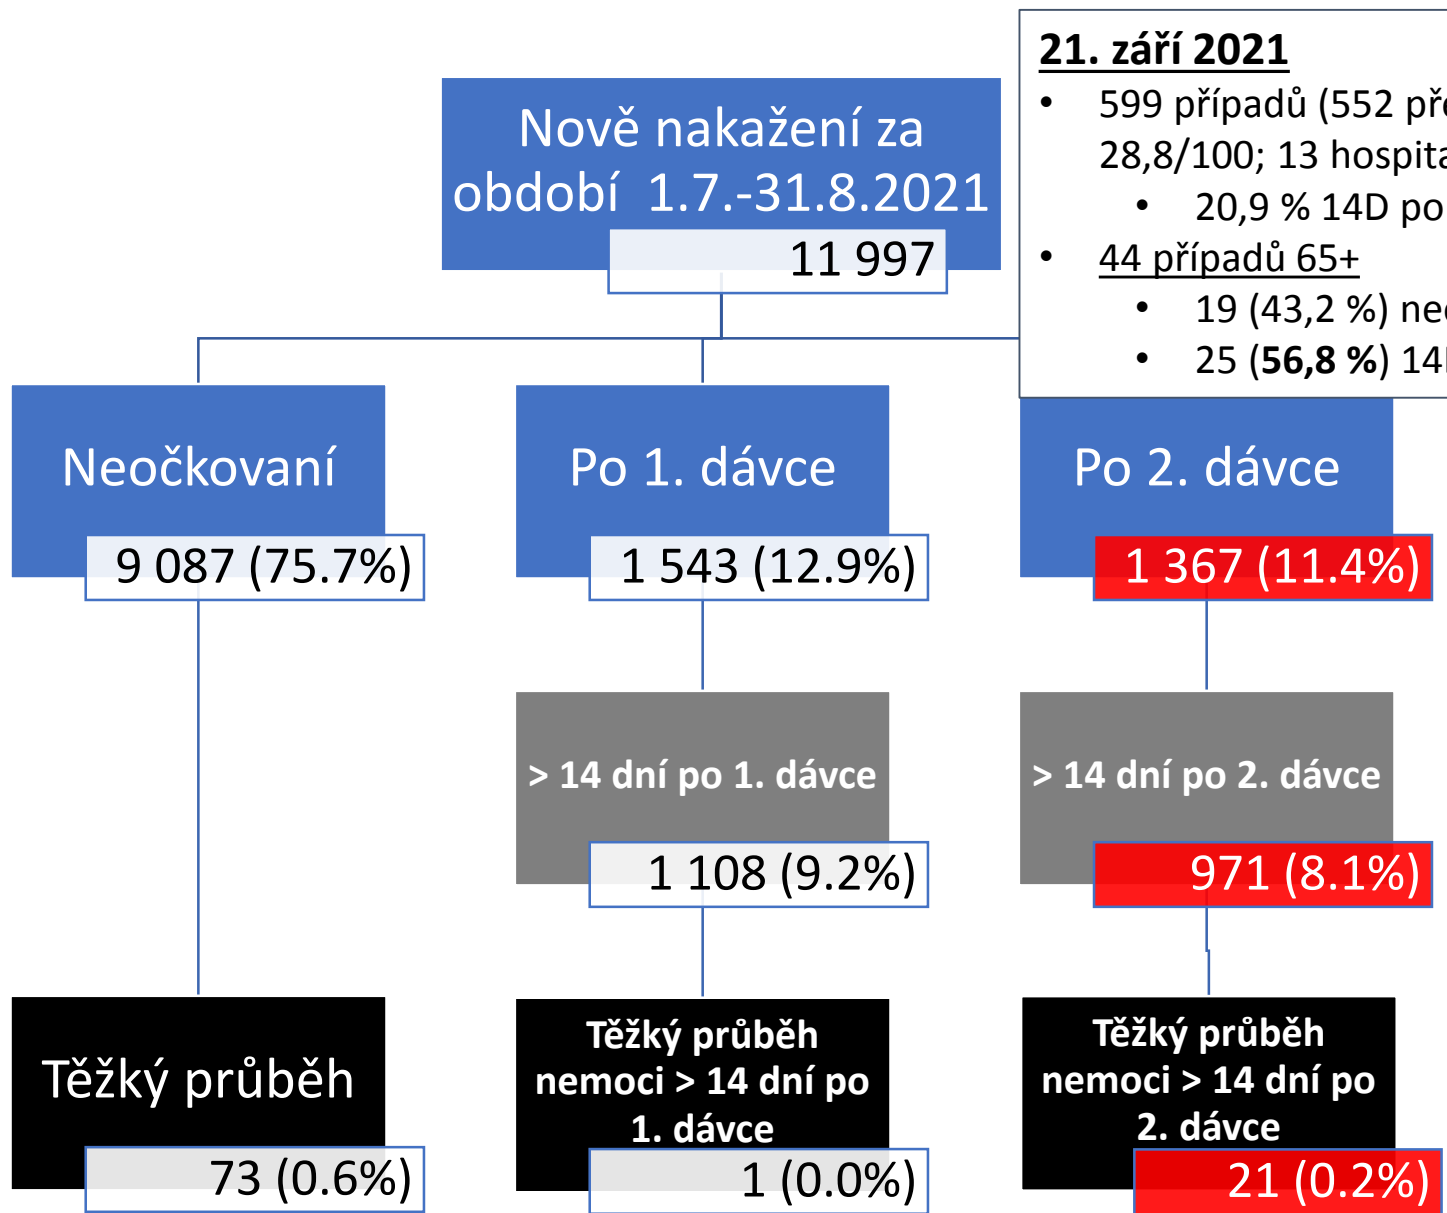 Nově nakažení za
období 1.7.-31.8.2021
11 997
21. září 2021
• 599 případů (552
28,8/100; 13
• 20,9 % 14D po
• 44 případů 65+
• 19 (43,2 %)
• 25 (56,8 %)
Neočkovaní
9 087 (75.7%)
Po 1. dávce
1 543 (12.9%)
Po 2. dávce
1 367 (11.4%)
> 14 dní po 1. dávce
1 108 (9.2%)
> 14 dní po 2. dávce
971 (8.1%)
Těžký průběh
73 (0.6%)
Těžký průběh
nemoci > 14 dní po
1. dávce
1 (0.0%)
Těžký průběh
nemoci > 14 dní po
2. dávce
21 (0.2%)